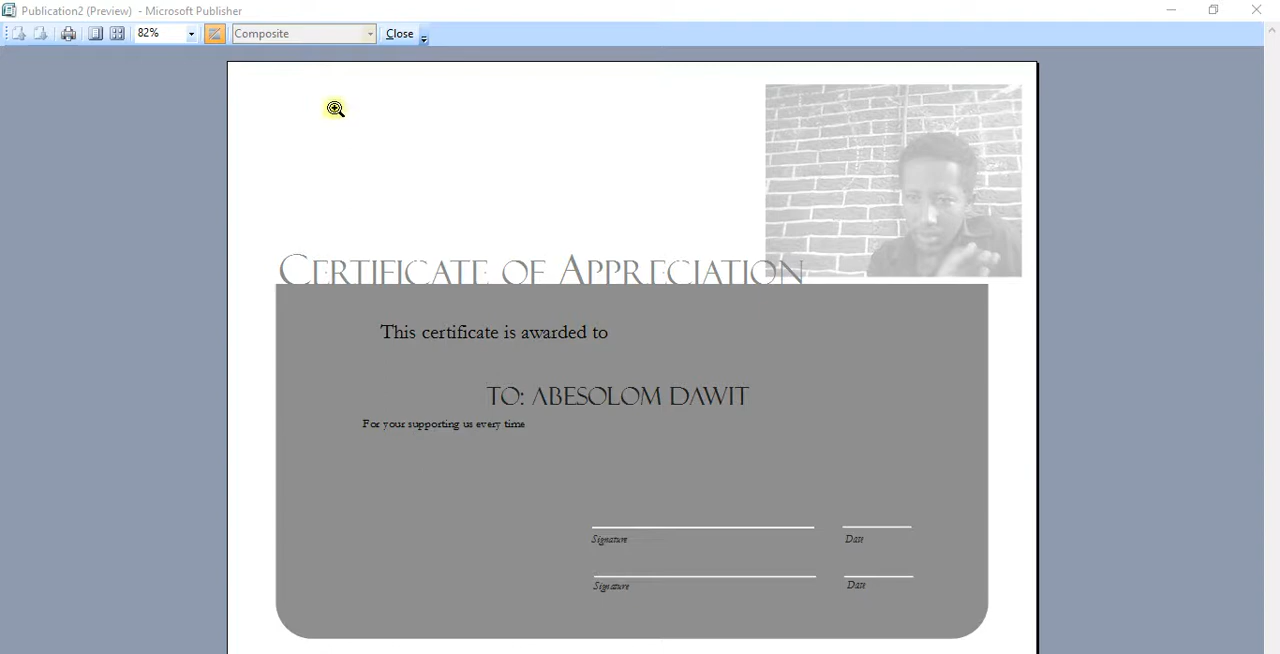 Publication2 (Preview) - Microsoft Publisher
82% Composite Close
CERTIFICATE OF APPRECIATION
This certificate is awarded to
TO: ABESOLOM DAWIT
For your supporting us every time
Signature Date
Signature Date